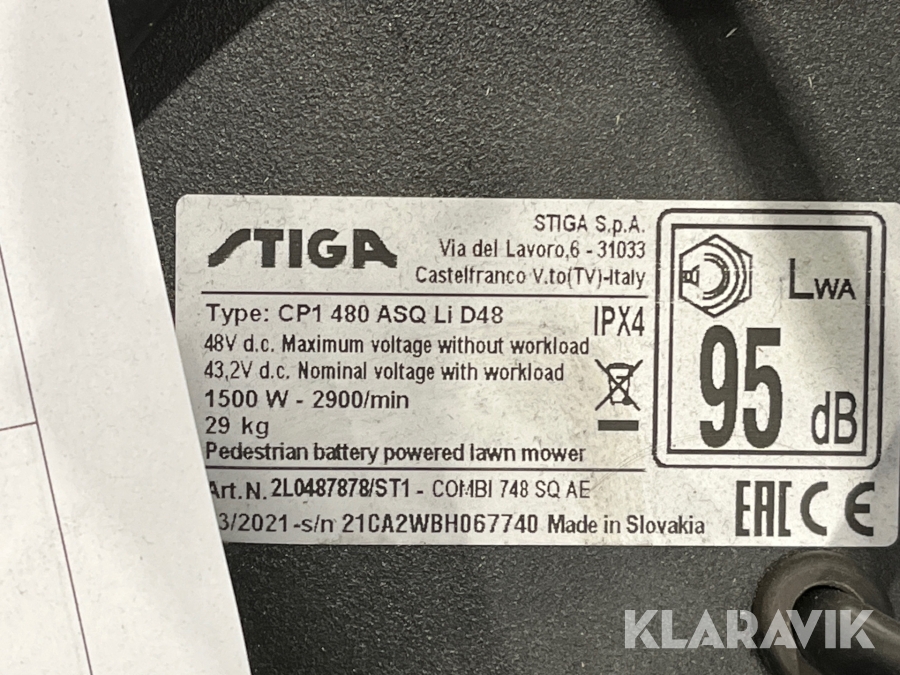 STIGA
STIGA S.p.A.
Via del Lavoro,6 - 31033
Castelfranco V.to(TV)-Italy
Type: CP1 480 ASQ Li D48
IPX4
48V d.c. Maximum voltage without workload
43,2V d.c. Nominal voltage with workload
1500 W - 2900/min
29 kg
Pedestrian battery powered lawn mower
LWA
95 dB
Art.N. 2L0487878/ST1 - COMBI 748 SQ AE
3/2021 -s/n 21CA2WBH067740 Made in Slovakia
EAC CE
KLARAVIK